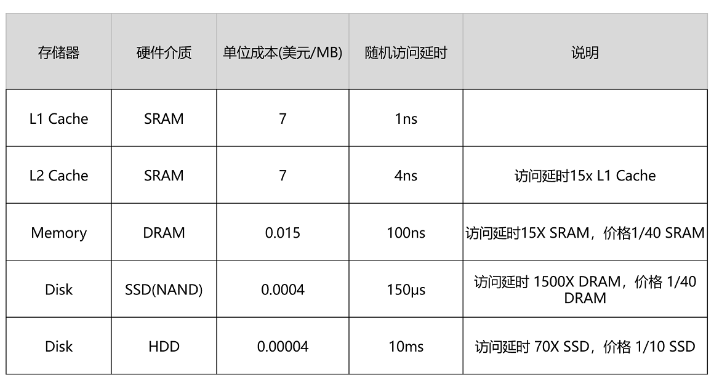 存储器 硬件介质 单位成本(美元/MB) 随机访问延时 说明
L1 Cache SRAM 7 1ns
L2 Cache SRAM 7 4ns 访问延时15x L1 Cache
Memory DRAM 0.015 100ns 访问延时15X SRAM，价格1/40 SRAM
Disk SSD(NAND) 0.0004 150μs 访问延时 1500X DRAM，价格 1/40
DRAM
Disk HDD 0.00004 10ms 访问延时 70X SSD，价格 1/10 SSD